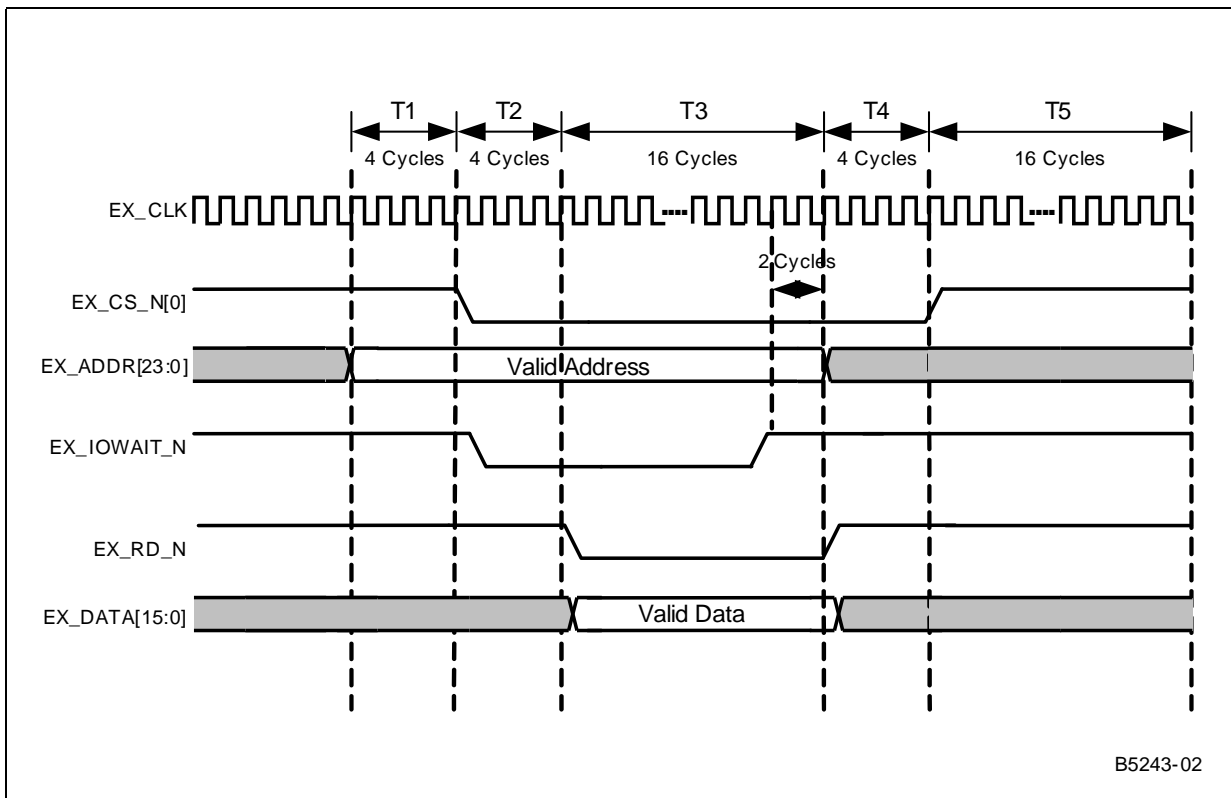 T1 T2 T3 T4 T5
4 Cycles 4 Cycles 16 Cycles 4 Cycles 16 Cycles
EX_CLK
2 Cycles
EX_CS_N[0]
EX_ADDR[23:0] Valid Address
EX_IOWAIT_N
EX_RD_N
EX_DATA[15:0] Valid Data
B5243-02